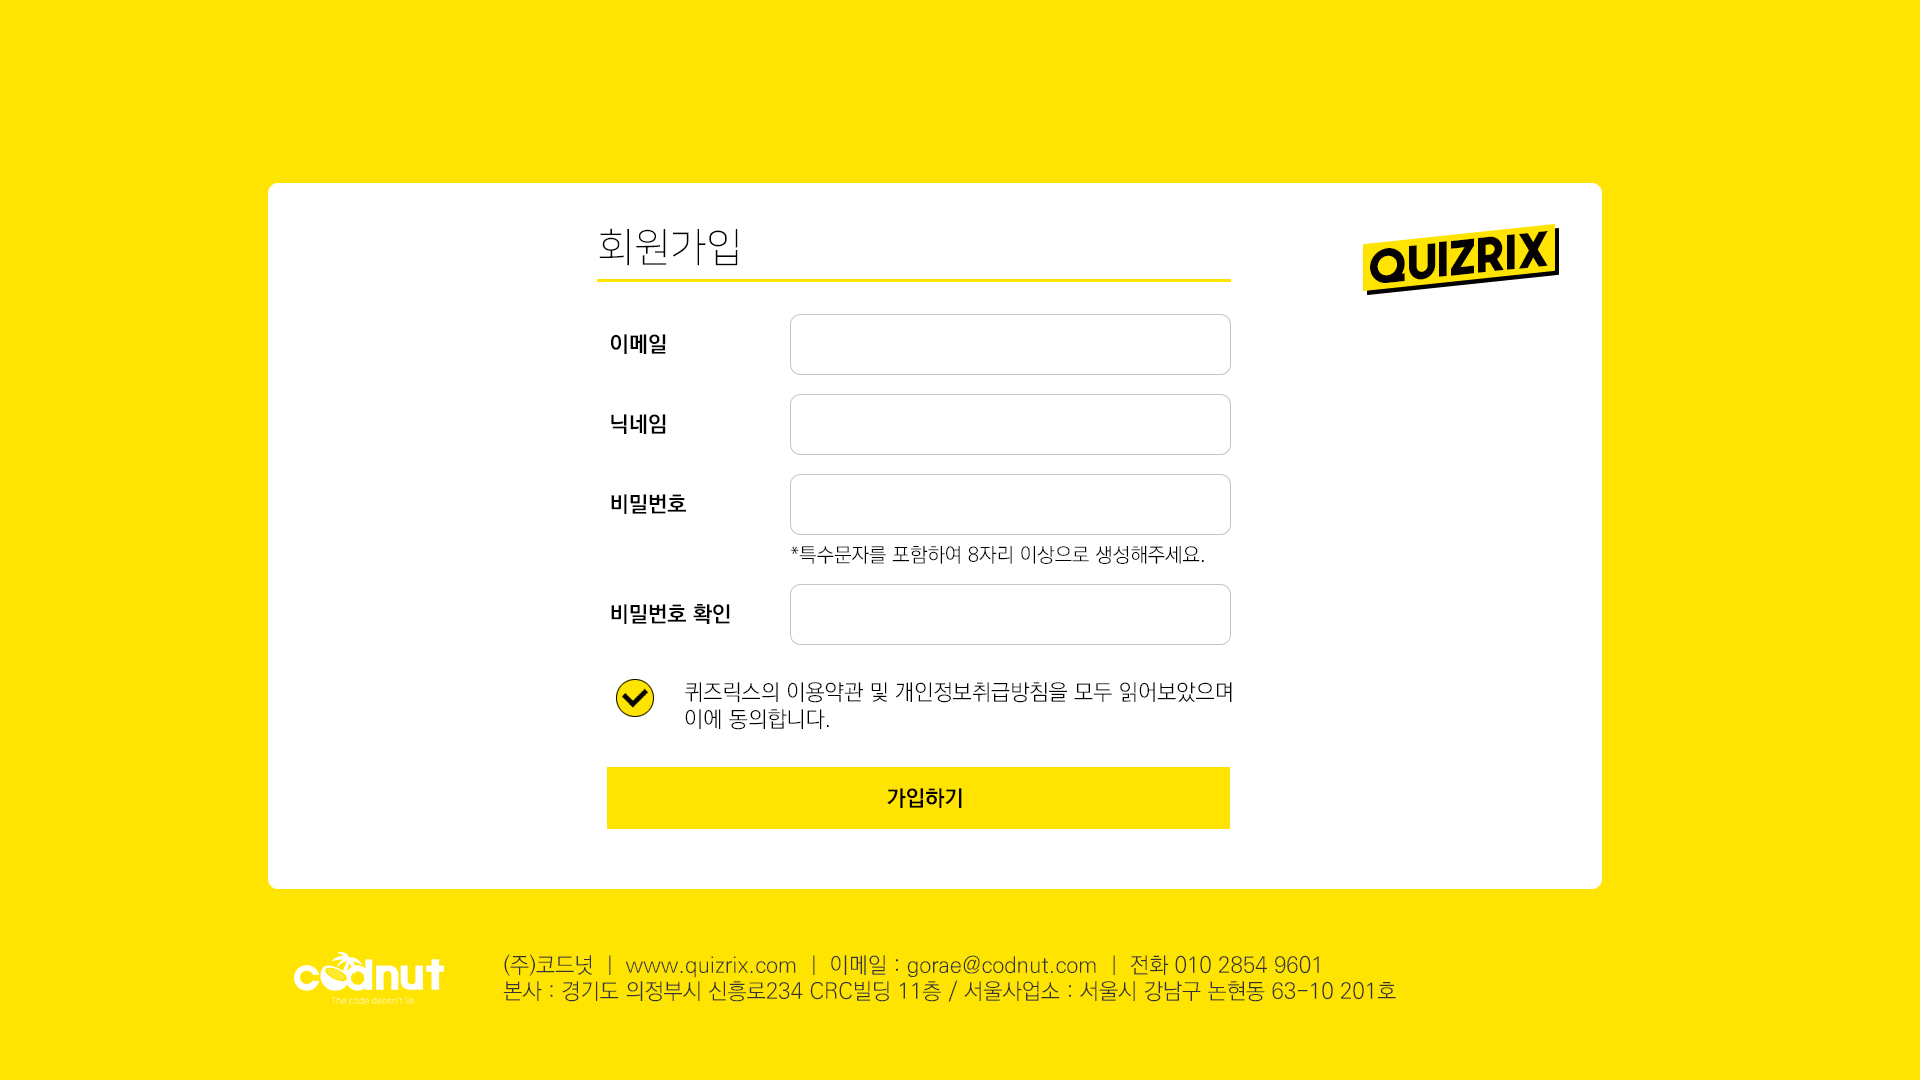 회원가입
QUIZRIX
이메일
닉네임
비밀번호
*특수문자를 포함하여 8자리 이상으로 생성해주세요.
비밀번호 확인
퀴즈릭스의 이용약관 및 개인정보취급방침을 모두 읽어보았으며
이에 동의합니다.
가입하기
codnut
The code deosn't lie
(주)코드넛 | www.quizrix.com | 이메일 : gorae@codnut.com | 전화 010 2854 9601
본사 : 경기도 의정부시 신흥로234 CRC빌딩 11층 / 서울사업소 : 서울시 강남구 논현동 63-10 201호